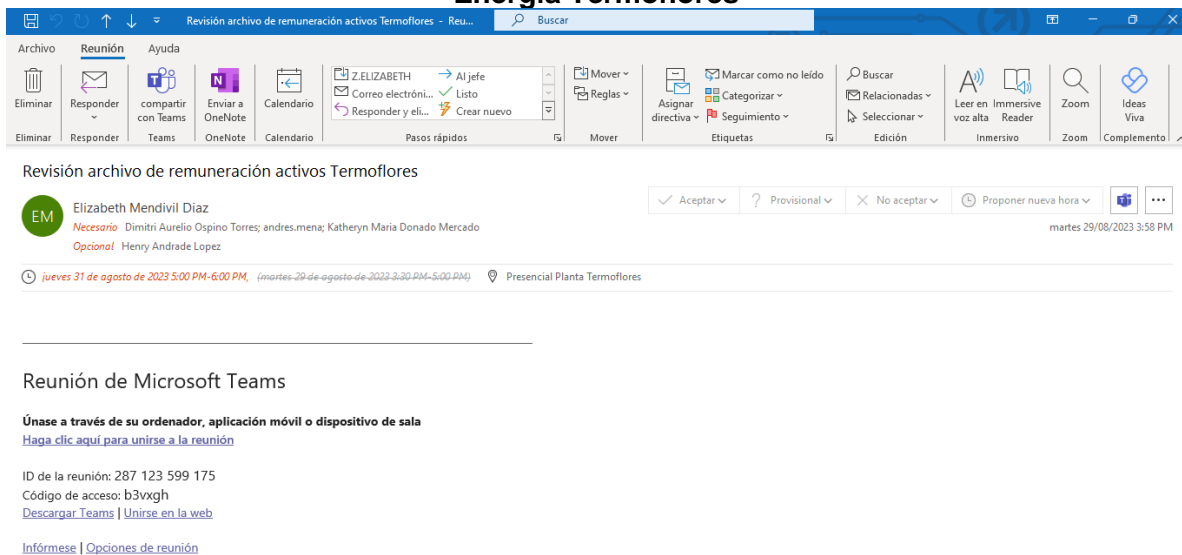 Energía Termoflores
Revisión archivo de remuneración activos Termoflores - Reu...
Buscar
Archivo Reunión Ayuda
Eliminar
Responder
compartir con Teams
Enviar a OneNote
Calendario
Z.ELIZABETH Al jefe
Correo electróni... Listo
Responder y eli... Crear nuevo
Mover
Reglas
Asignar directiva
Marcar como no leído
Categorizar
Seguimiento
Buscar
Relacionadas
Seleccionar
Leer en voz alta
Immersive Reader
Zoom
Ideas Viva
Eliminar Responder Teams OneNote Calendario Pasos rápidos Mover Etiquetas Edición Inmersivo Zoom Complemento
Revisión archivo de remuneración activos Termoflores
EM
Elizabeth Mendivil Diaz
Necesario Dimitri Aurelio Ospino Torres; andres.mena; Katheryn Maria Donado Mercado
Opcional Henry Andrade Lopez
Aceptar ? Provisional No aceptar Proponer nueva hora ...
martes 29/08/2023 3:58 PM
jueves 31 de agosto de 2023 5:00 PM-6:00 PM, (martes 29 de agosto de 2023 3:30 PM-5:00 PM) Presencial Planta Termoflores
Reunión de Microsoft Teams
Únase a través de su ordenador, aplicación móvil o dispositivo de sala
Haga clic aquí para unirse a la reunión
ID de la reunión: 287 123 599 175
Código de acceso: b3vxgh
Descargar Teams | Unirse en la web
Infórmese | Opciones de reunión